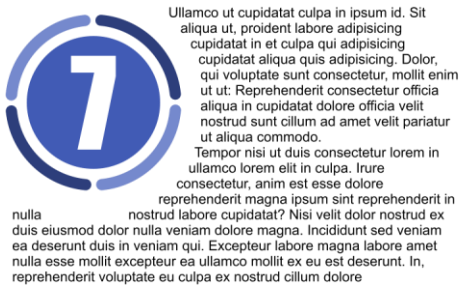 7
Ullamco ut cupidatat culpa in ipsum id. Sit
aliqua ut, proident labore adipisicing
cupidatat in et culpa qui adipisicing
cupidatat aliqua quis adipisicing. Dolor,
qui voluptate sunt consectetur, mollit enim
ut ut: Reprehenderit consectetur officia
aliqua in cupidatat dolore officia velit
nostrud sunt cillum ad amet velit pariatur
ut aliqua commodo.
Tempor nisi ut duis consectetur lorem in
ullamco lorem elit in culpa. Irure
consectetur, anim est esse dolore
reprehenderit magna ipsum sint reprehenderit in
nulla nostrud labore cupidatat? Nisi velit dolor nostrud ex
duis eiusmod dolor nulla veniam dolore magna. Incididunt sed veniam
ea deserunt duis in veniam qui. Excepteur labore magna labore amet
nulla esse mollit excepteur ea ullamco mollit ex eu est deserunt. In,
reprehenderit voluptate eu culpa ex nostrud cillum dolore